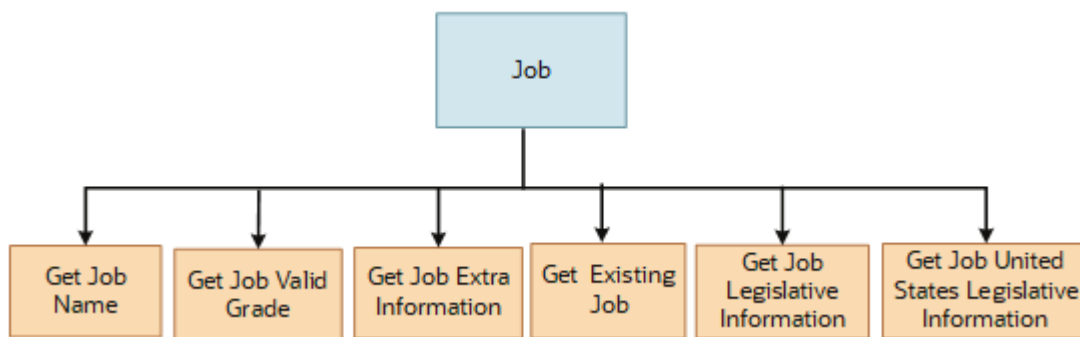 Job
Get Job
Name
Get Job Valid
Grade
Get Job Extra
Information
Get Existing
Job
Get Job
Legislative
Information
Get Job United
States Legislative
Information